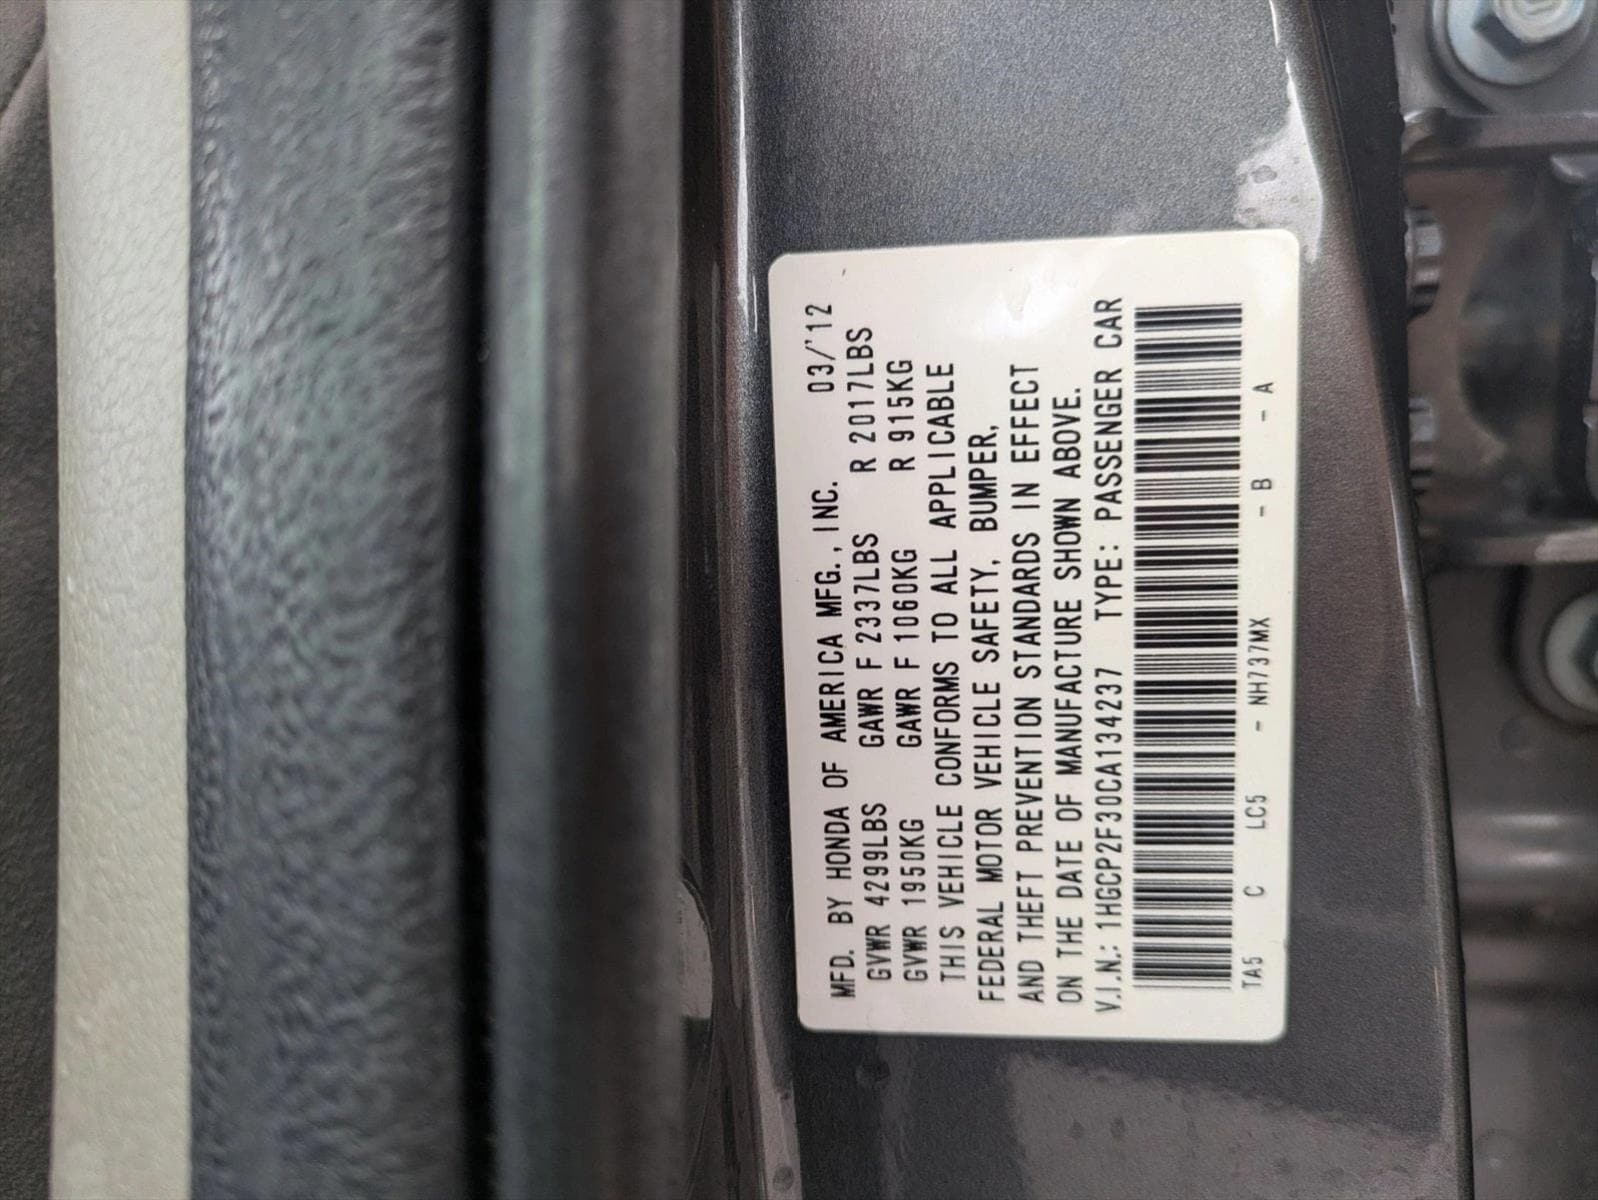 MFD. BY HONDA OF AMERICA MFG., INC. 03/'12
GVWR 4299LBS GAWR F 2337LBS R 2017LBS
GVWR 1950KG GAWR F 1060KG R 915KG
THIS VEHICLE CONFORMS TO ALL APPLICABLE
FEDERAL MOTOR VEHICLE SAFETY, BUMPER,
AND THEFT PREVENTION STANDARDS IN EFFECT
ON THE DATE OF MANUFACTURE SHOWN ABOVE.
V.I.N.: 1HGCP2F30CA134237 TYPE: PASSENGER CAR
TA5 C LC5 - NH737MX - B - A